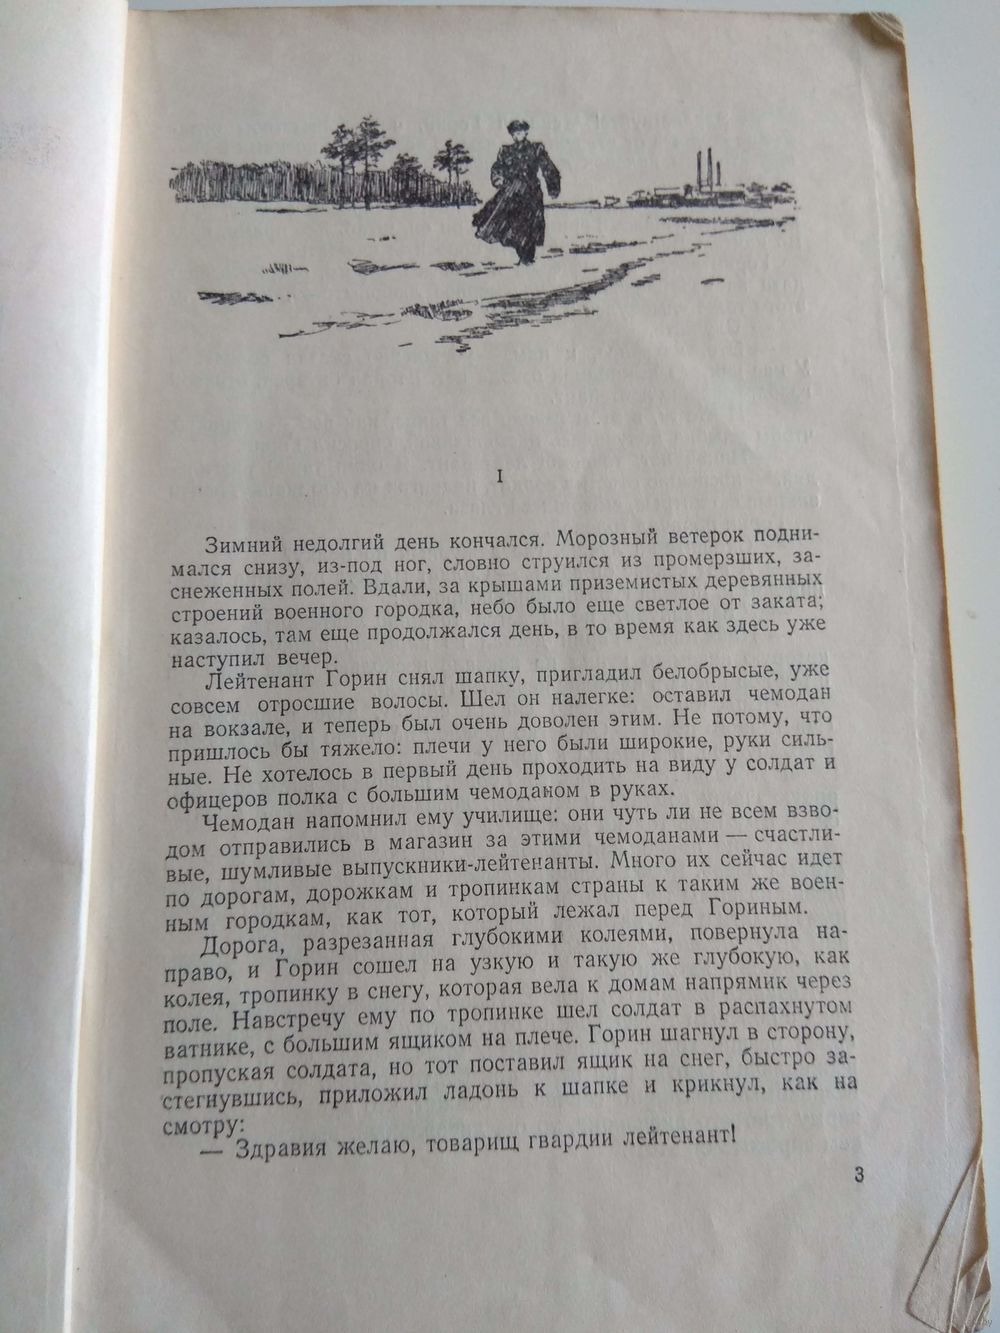 I
Зимний недолгий день кончался. Морозный ветерок подни-
мался снизу, из-под ног, словно струился из промерзших, за-
снеженных полей. Вдали, за крышами приземистых деревянных
строений военного городка, небо было еще светлое от заката;
казалось, там еще продолжался день, в то время как здесь уже
наступил вечер.
Лейтенант Горин снял шапку, пригладил белобрысые, уже
совсем отросшие волосы. Шел он налегке: оставил чемодан
на вокзале, и теперь был очень доволен этим. Не потому, что
пришлось бы тяжело: плечи у него были широкие, руки силь-
ные. Не хотелось в первый день проходить на виду у солдат и
офицеров полка с большим чемоданом в руках.
Чемодан напомнил ему училище: они чуть ли не всем взво-
дом отправились в магазин за этими чемоданами — счастли-
вые, шумливые выпускники-лейтенанты. Много их сейчас идет
по дорогам, дорожкам и тропинкам страны к таким же воен-
ным городкам, как тот, который лежал перед Гориным.
Дорога, разрезанная глубокими колеями, повернула на-
право, и Горин сошел на узкую и такую же глубокую, как
колея, тропинку в снегу, которая вела к домам напрямик через
поле. Навстречу ему по тропинке шел солдат в распахнутом
ватнике, с большим ящиком на плече. Горин шагнул в сторону,
пропуская солдата, но тот поставил ящик на снег, быстро за-
стегнувшись, приложил ладонь к шапке и крикнул, как на
смотру:
— Здравия желаю, товарищ гвардии лейтенант!
3